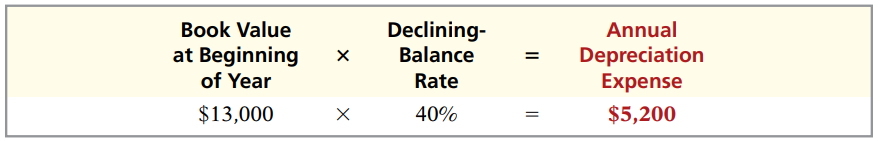 Book Value Declining- Annual
at Beginning × Balance = Depreciation
of Year Rate Expense
$13,000 × 40% = $5,200